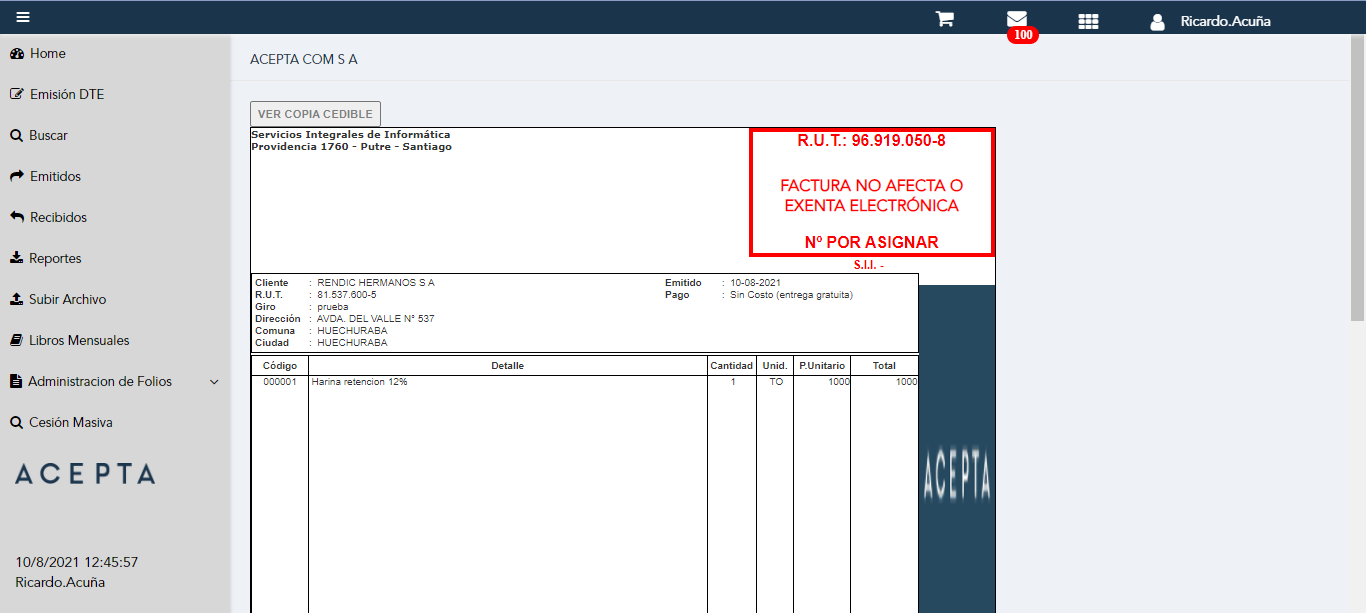 Ricardo.Acuña
100
Home
Emisión DTE
Buscar
Emitidos
Recibidos
Reportes
Subir Archivo
Libros Mensuales
Administracion de Folios
Cesión Masiva
ACEPTA
10/8/2021 12:45:57
Ricardo.Acuña
ACEPTA COM S A
VER COPIA CEDIBLE
Servicios Integrales de Informática
Providencia 1760 - Putre - Santiago
R.U.T.: 96.919.050-8
FACTURA NO AFECTA O
EXENTA ELECTRÓNICA
Nº POR ASIGNAR
S.I.I. -
Cliente : RENDIC HERMANOS S A Emitido : 10-08-2021
R.U.T. : 81.537.600-5 Pago : Sin Costo (entrega gratuita)
Giro : prueba
Dirección : AVDA. DEL VALLE N° 537
Comuna : HUECHURABA
Ciudad : HUECHURABA
Código Detalle Cantidad Unid. P.Unitario Total
000001 Harina retencion 12% 1 TO 1000 1000
ACEPTA